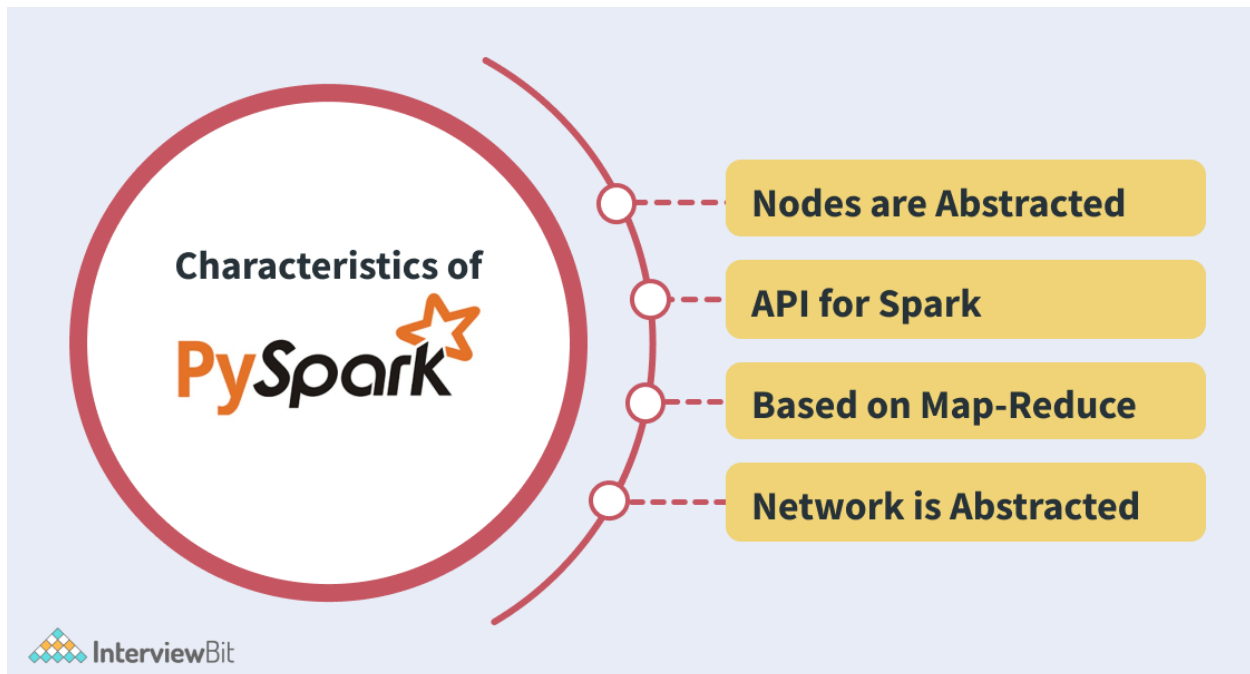 Characteristics of
PySpark
Nodes are Abstracted
API for Spark
Based on Map-Reduce
Network is Abstracted
InterviewBit